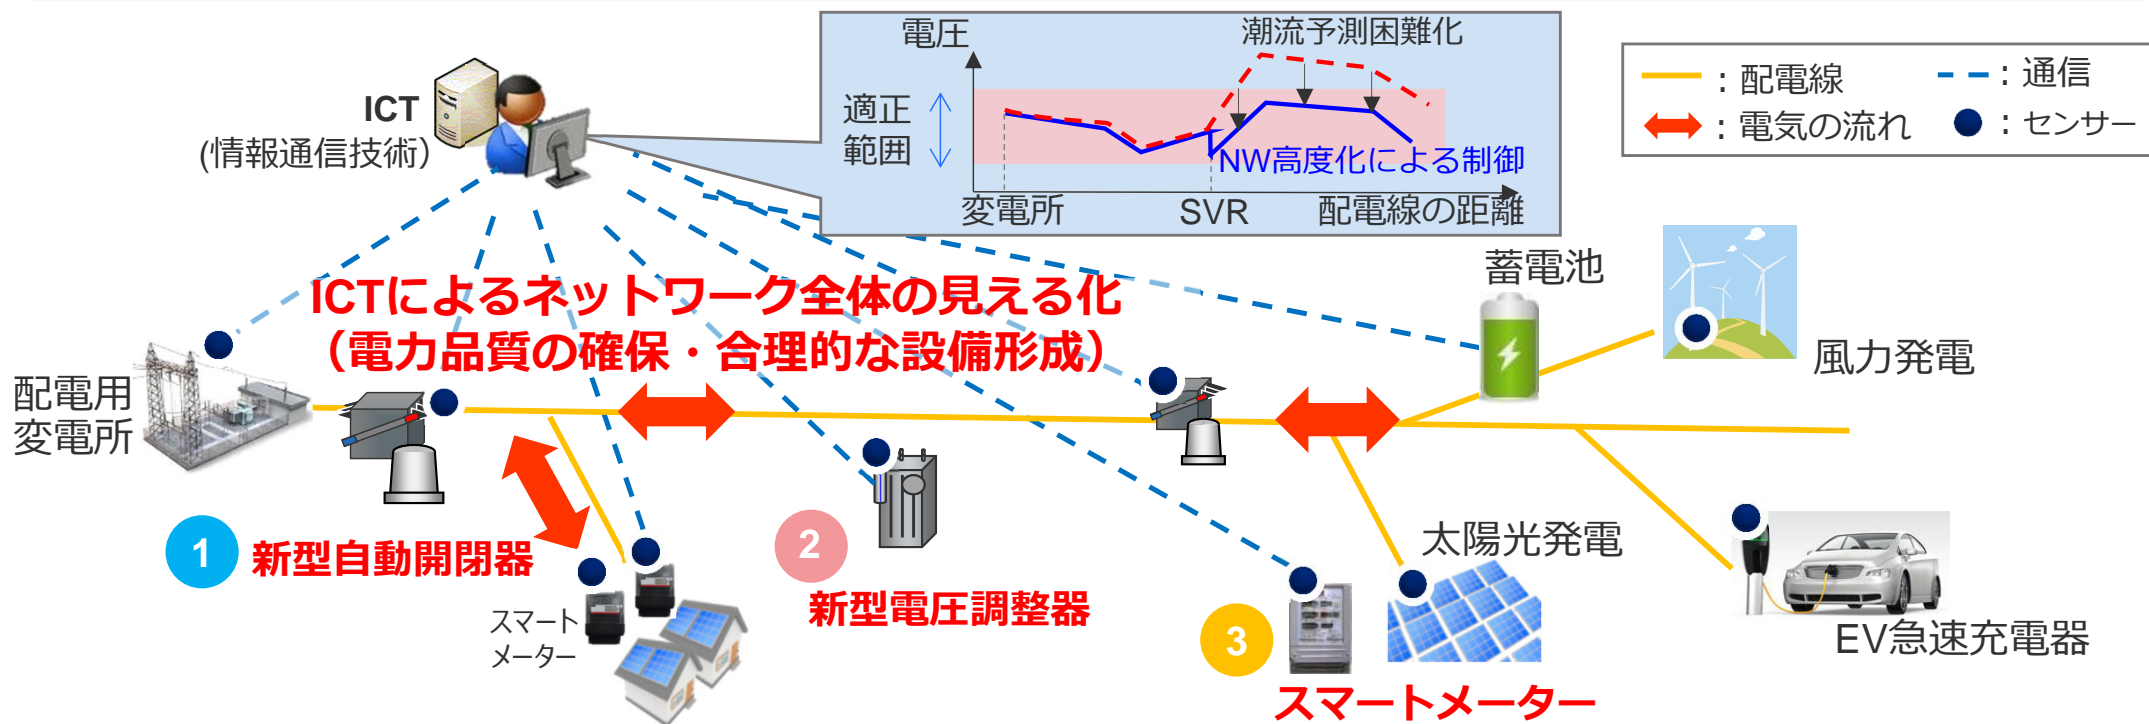 電圧
潮流予測困難化
適正
範囲
NW高度化による制御
変電所
SVR
配電線の距離
:配電線
:通信
:電気の流れ
:センサー
ICT
(情報通信技術)
ICTによるネットワーク全体の見える化
(電力品質の確保・合理的な設備形成)
蓄電池
風力発電
配電用
変電所
1
新型自動開閉器
スマート
メーター
2
新型電圧調整器
太陽光発電
3
スマートメーター
EV急速充電器